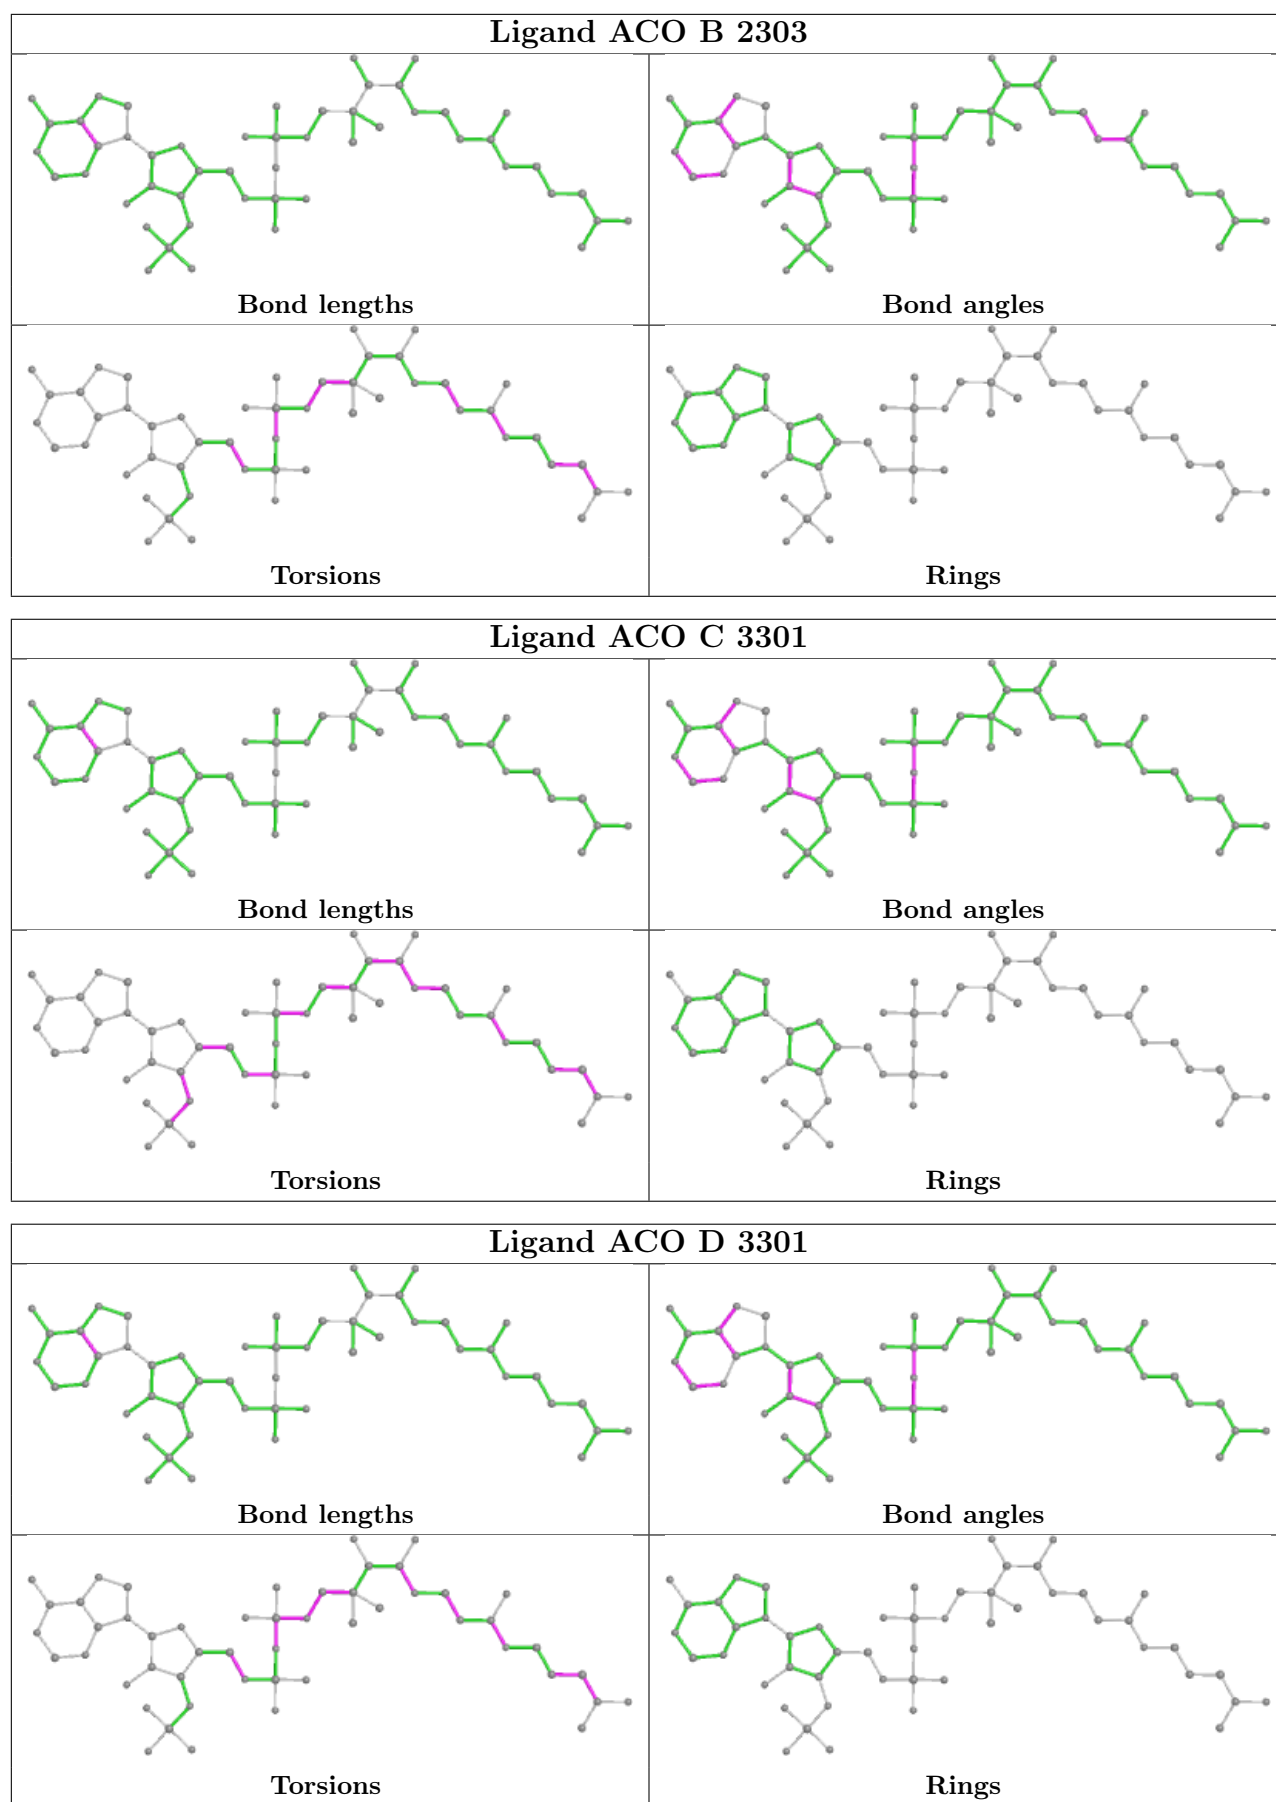 Ligand ACO B 2303
Bond lengths
Bond angles
Torsions
Rings
Ligand ACO C 3301
Bond lengths
Bond angles
Torsions
Rings
Ligand ACO D 3301
Bond lengths
Bond angles
Torsions
Rings